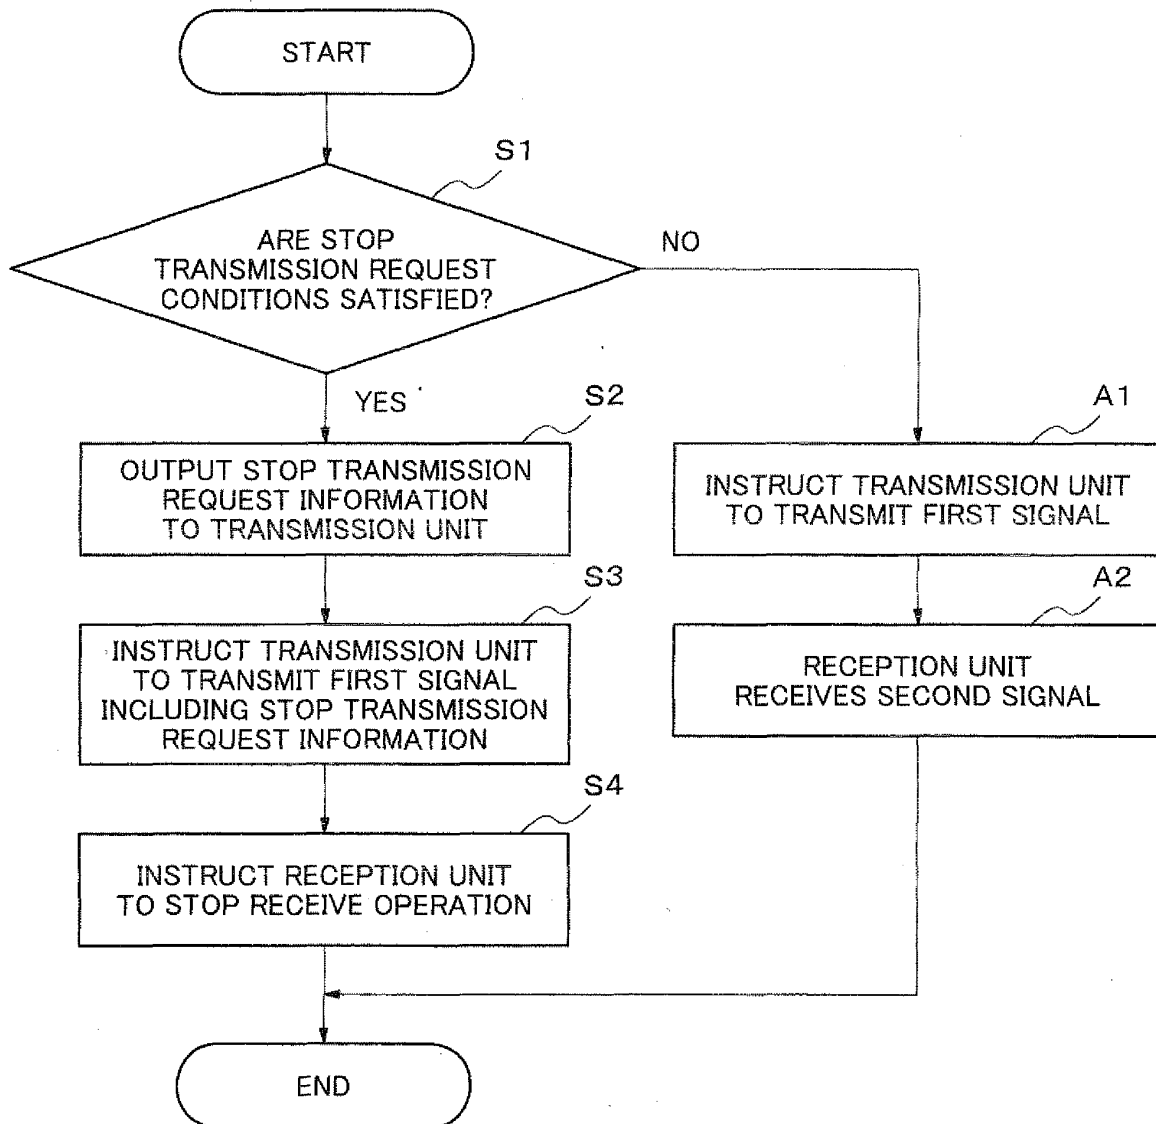 START
S1
ARE STOP
TRANSMISSION REQUEST
CONDITIONS SATISFIED?
NO
YES
S2
OUTPUT STOP TRANSMISSION
REQUEST INFORMATION
TO TRANSMISSION UNIT
A1
INSTRUCT TRANSMISSION UNIT
TO TRANSMIT FIRST SIGNAL
S3
INSTRUCT TRANSMISSION UNIT
TO TRANSMIT FIRST SIGNAL
INCLUDING STOP TRANSMISSION
REQUEST INFORMATION
A2
RECEPTION UNIT
RECEIVES SECOND SIGNAL
S4
INSTRUCT RECEPTION UNIT
TO STOP RECEIVE OPERATION
END